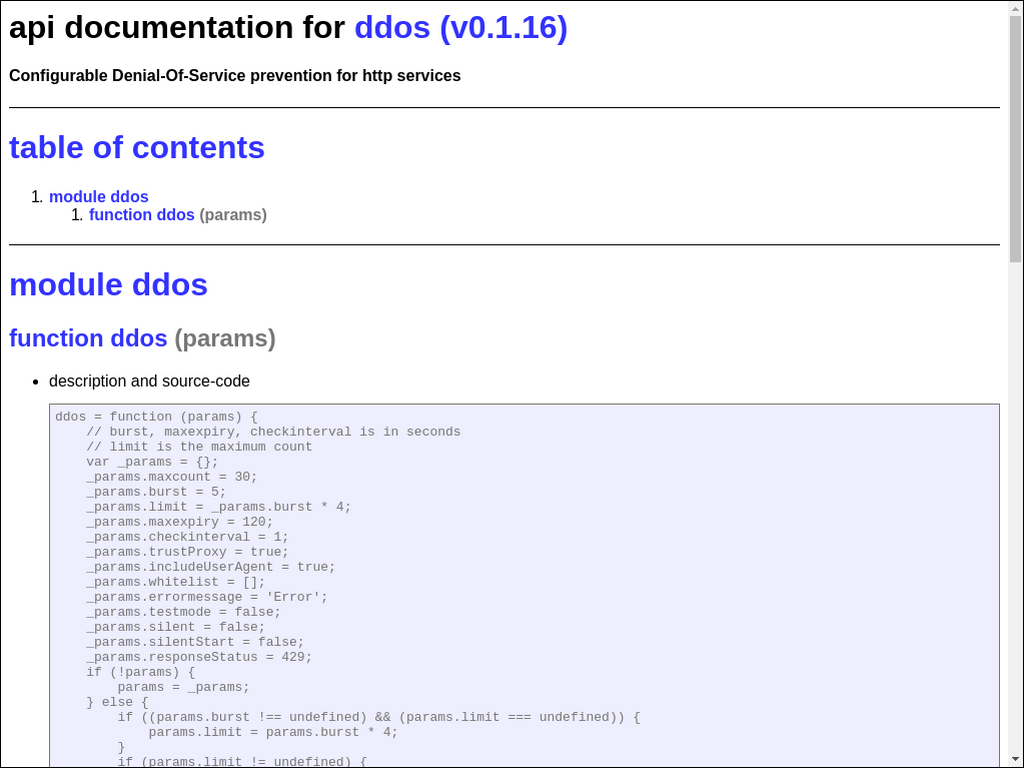 api documentation for ddos (v0.1.16)
Configurable Denial-Of-Service prevention for http services
table of contents
1. module ddos
1. function ddos (params)
module ddos
function ddos (params)
• description and source-code
ddos = function (params) {
    // burst, maxexpiry, checkinterval is in seconds
    // limit is the maximum count
    var _params = {};
    _params.maxcount = 30;
    _params.burst = 5;
    _params.limit = _params.burst * 4;
    _params.maxexpiry = 120;
    _params.checkinterval = 1;
    _params.trustProxy = true;
    _params.includeUserAgent = true;
    _params.whitelist = [];
    _params.errormessage = 'Error';
    _params.testmode = false;
    _params.silent = false;
    _params.silentStart = false;
    _params.responseStatus = 429;
    if (!params) {
        params = _params;
    } else {
        if ((params.burst !== undefined) && (params.limit === undefined)) {
            params.limit = params.burst * 4;
        }
        if (params.limit != undefined) {